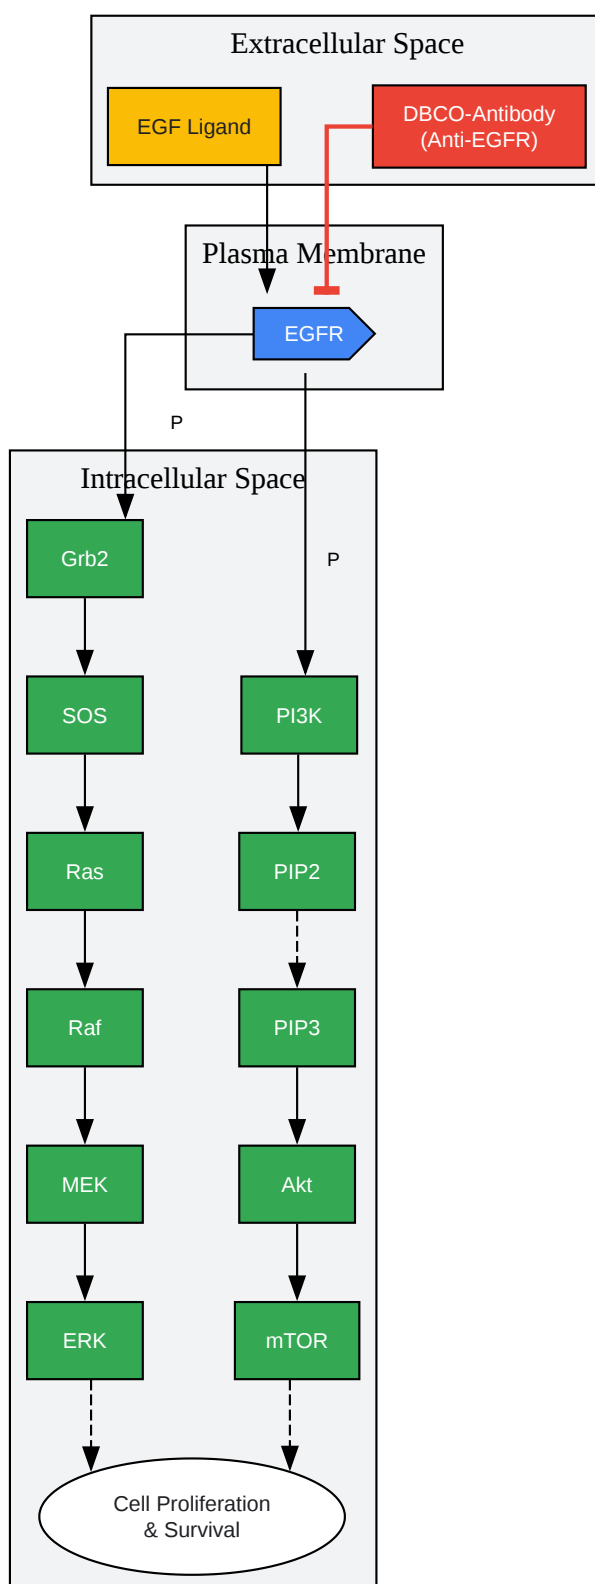 Extracellular Space
EGF Ligand
DBCO-Antibody
(Anti-EGFR)
Plasma Membrane
EGFR
P
Intracellular Space
Grb2
P
SOS
PI3K
Ras
PIP2
Raf
PIP3
MEK
Akt
ERK
mTOR
Cell Proliferation
& Survival